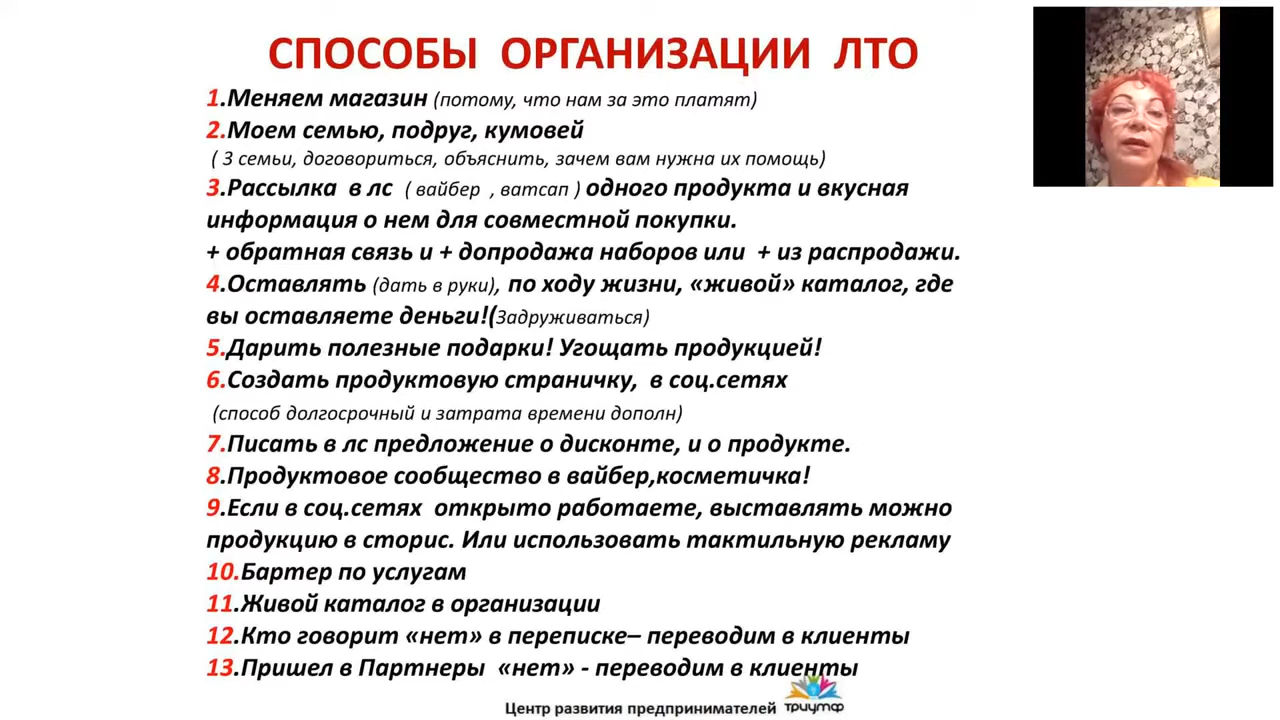 СПОСОБЫ ОРГАНИЗАЦИИ ЛТО
1.Меняем магазин (потому, что нам за это платят)
2.Моем семью, подруг, кумовей
( 3 семьи, договориться, объяснить, зачем вам нужна их помощь)
3.Рассылка в лс ( вайбер , ватсап ) одного продукта и вкусная
информация о нем для совместной покупки.
+ обратная связь и + допродажа наборов или + из распродажи.
4.Оставлять (дать в руки), по ходу жизни, «живой» каталог, где
вы оставляете деньги!(Задруживаться)
5.Дарить полезные подарки! Угощать продукцией!
6.Создать продуктовую страничку, в соц.сетях
(способ долгосрочный и затрата времени дополн)
7.Писать в лс предложение о дисконте, и о продукте.
8.Продуктовое сообщество в вайбер,косметичка!
9.Если в соц.сетях открыто работаете, выставлять можно
продукцию в сторис. Или использовать тактильную рекламу
10.Бартер по услугам
11.Живой каталог в организации
12.Кто говорит «нет» в переписке– переводим в клиенты
13.Пришел в Партнеры «нет» - переводим в клиенты
Центр развития предпринимателей триумф